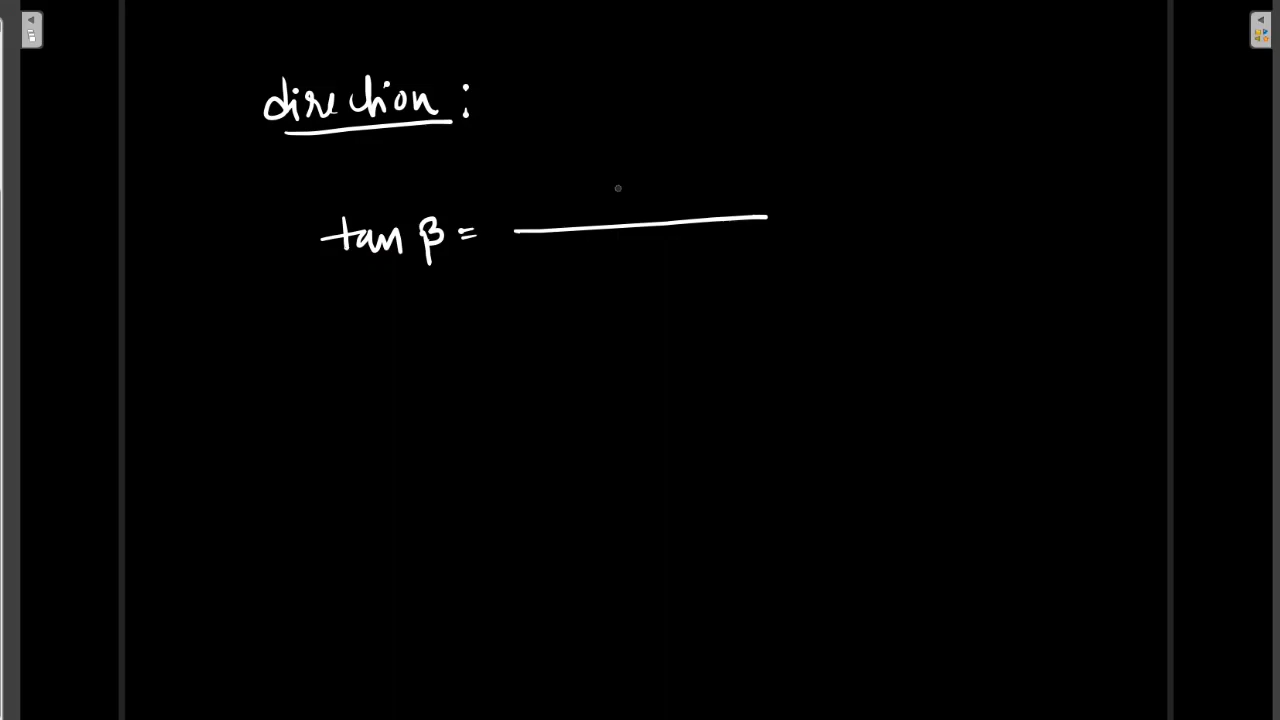 direction :
tan β =